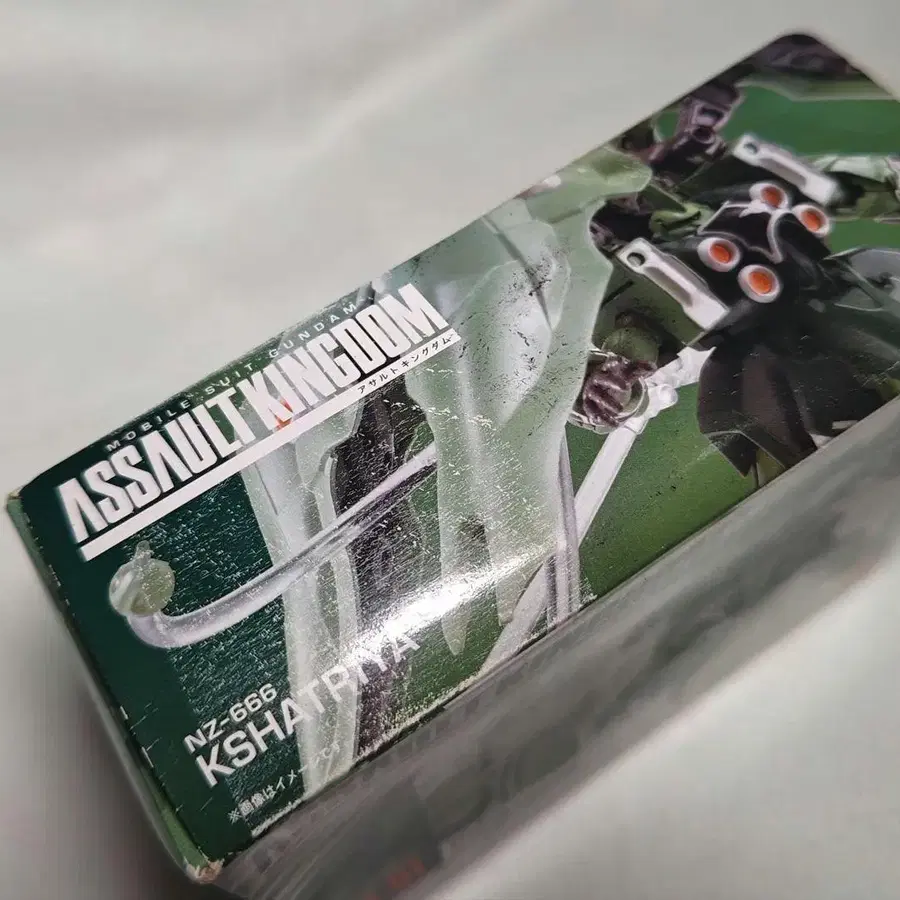 MOBILE SUIT GUNDAM
ASSAULT KINGDOM
アサルトキングダム
NZ-666
KSHATRIYA
※画像はイメージです。